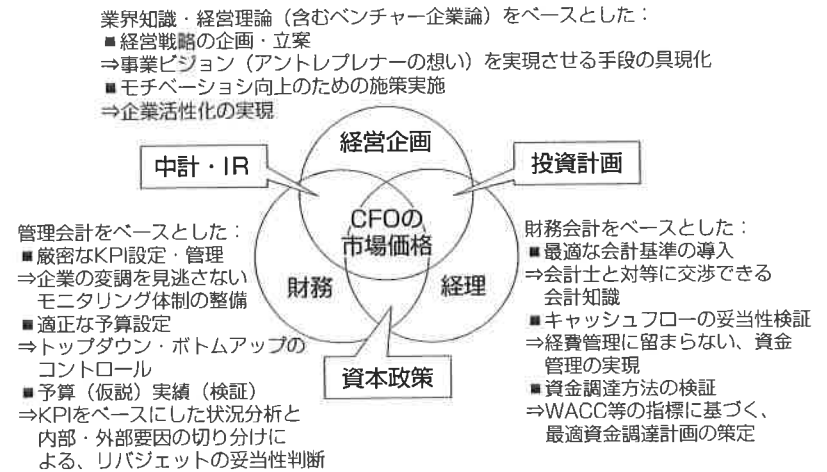 業界知識・経営理論（含むベンチャー企業論）をベースとした：
■経営戦略の企画・立案
⇒事業ビジョン（アントレプレナーの想い）を実現させる手段の具現化
■モチベーション向上のための施策実施
⇒企業活性化の実現
経営企画
中計・IR
投資計画
CFOの
市場価格
財務
経理
資本政策
管理会計をベースとした：
■厳密なKPI設定・管理
⇒企業の変調を見逃さない
モニタリング体制の整備
■適正な予算設定
⇒トップダウン・ボトムアップの
コントロール
■予算（仮説）実績（検証）
⇒KPIをベースにした状況分析と
内部・外部要因の切り分けに
よる、リバジェットの妥当性判断
財務会計をベースとした：
■最適な会計基準の導入
⇒会計士と対等に交渉できる
会計知識
■キャッシュフローの妥当性検証
⇒経費管理に留まらない、資金
管理の実現
■資金調達方法の検証
⇒WACC等の指標に基づく、
最適資金調達計画の策定